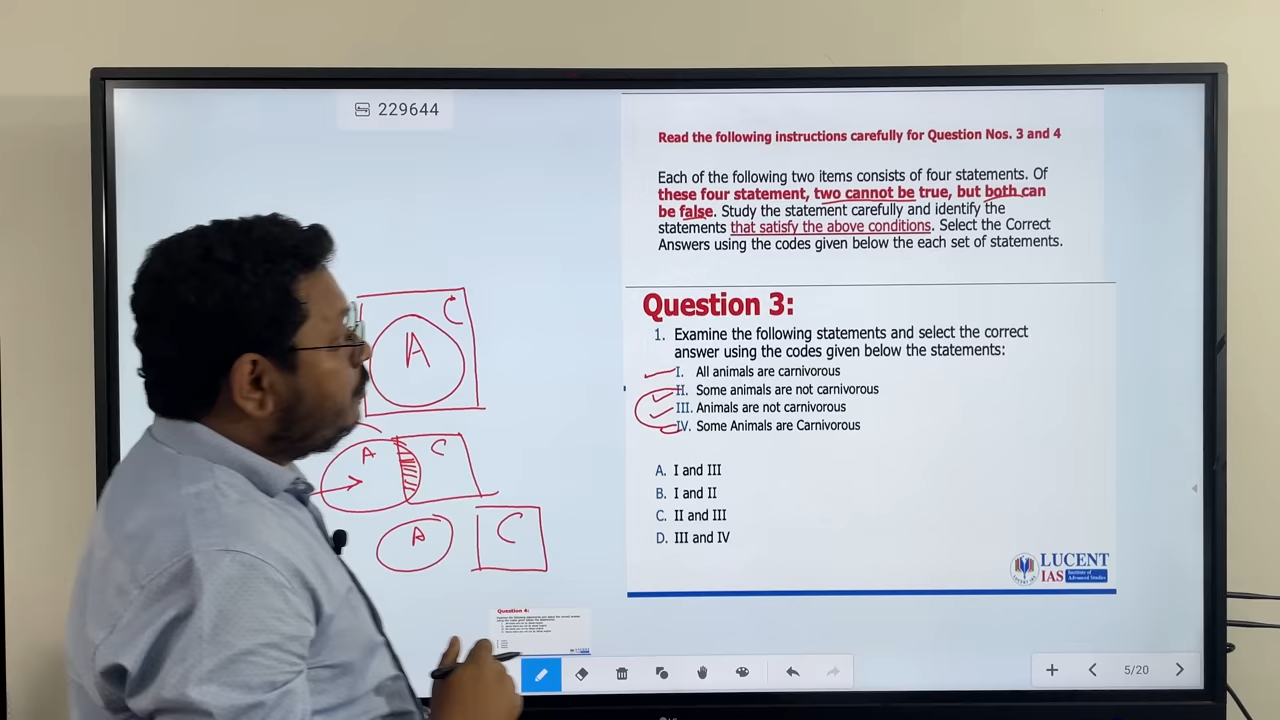 229644
Read the following instructions carefully for Question Nos. 3 and 4
Each of the following two items consists of four statements. Of
these four statement, two cannot be true, but both can
be false. Study the statement carefully and identify the
statements that satisfy the above conditions. Select the Correct
Answers using the codes given below the each set of statements.
Question 3:
1. Examine the following statements and select the correct
answer using the codes given below the statements:
I. All animals are carnivorous
II. Some animals are not carnivorous
III. Animals are not carnivorous
IV. Some Animals are Carnivorous
A. I and III
B. I and II
C. II and III
D. III and IV
LUCENT
IAS Institute of
Advanced Studies
C
A
A C
A C
Question 4:
5/20